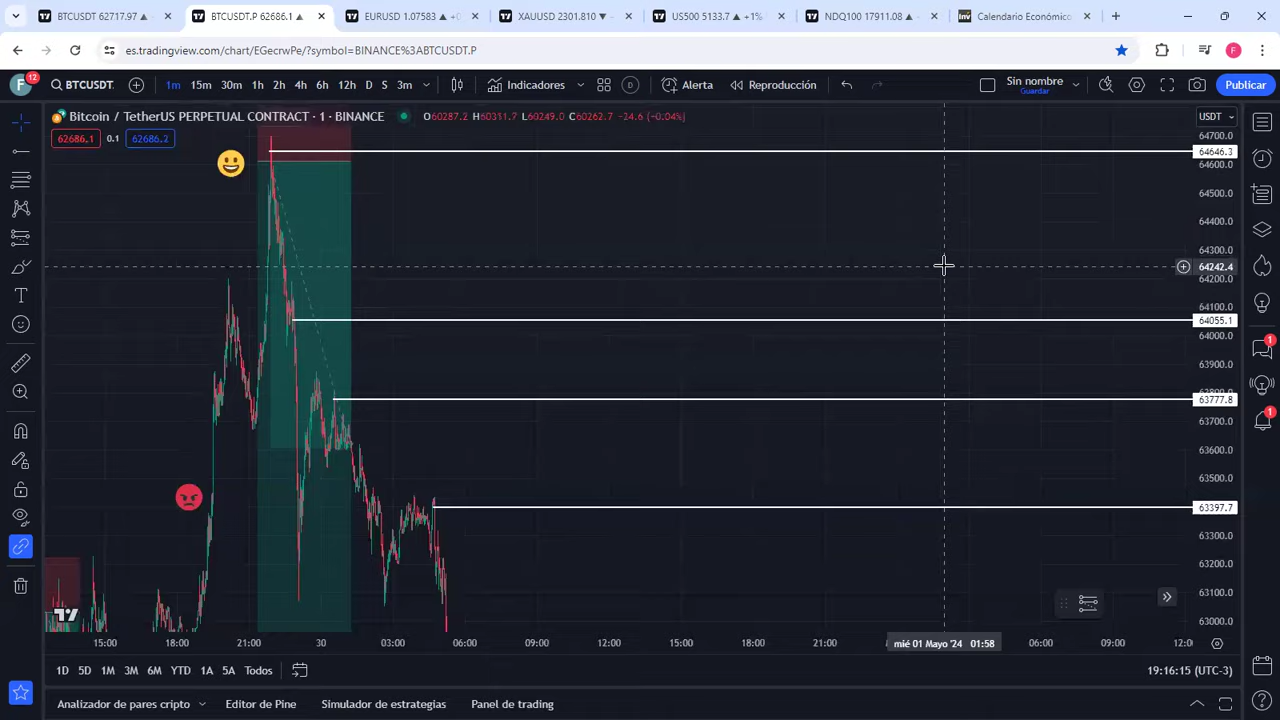 BTCUSDT 62717.97 ▲
BTCUSDT.P 62686.1 ▲
EURUSD 1.07583 ▲
XAUUSD 2301.810 ▼
US500 5133.7 ▲ +1%
NDQ100 17911.08 ▲
Inv Calendario Económico
es.tradingview.com/chart/EGecrwPe/?symbol=BINANCE%3ABTCUSDT.P
F
F 12 BTCUSDT. 1m 15m 30m 1h 2h 4h 6h 12h D S 3m Indicadores Alerta Reproducción Sin nombre Publicar
Guardar
Bitcoin / TetherUS PERPETUAL CONTRACT · 1 · BINANCE O60287.2 H60311.7 L60249.0 C60262.7 -24.6 (-0.04%) USDT
62686.1 0.1 62686.2
64700.0
64646.3
64600.0
64500.0
64400.0
64300.0
64242.4
64200.0
64100.0
64055.1
64000.0
63900.0
63800.0
63777.8
63700.0
63600.0
63500.0
63397.7
63300.0
63200.0
63100.0
63000.0
1
1
15:00 18:00 21:00 30 03:00 06:00 09:00 12:00 15:00 18:00 21:00 mié 01 Mayo '24 01:58 06:00 09:00 12:0
1D 5D 1M 3M 6M YTD 1A 5A Todos 19:16:15 (UTC-3)
Analizador de pares cripto Editor de Pine Simulador de estrategias Panel de trading